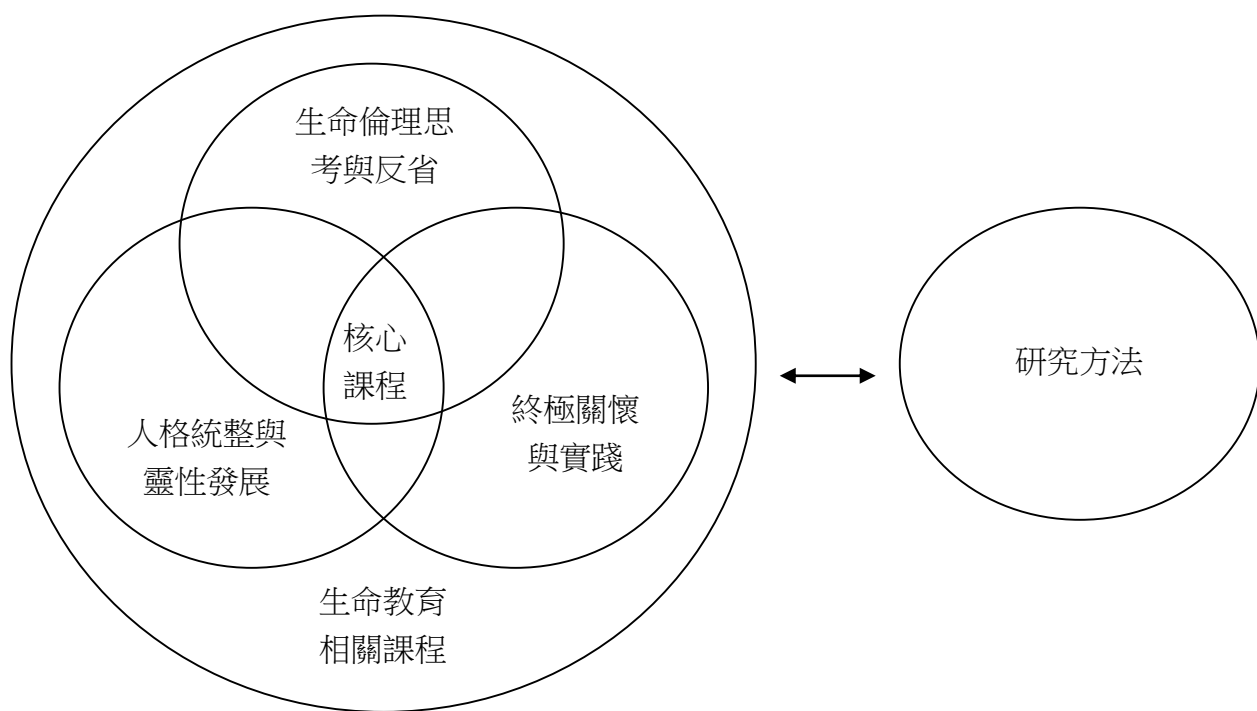 生命倫理思
考與反省
核心
課程
人格統整與
靈性發展
終極關懷
與實踐
生命教育
相關課程
研究方法